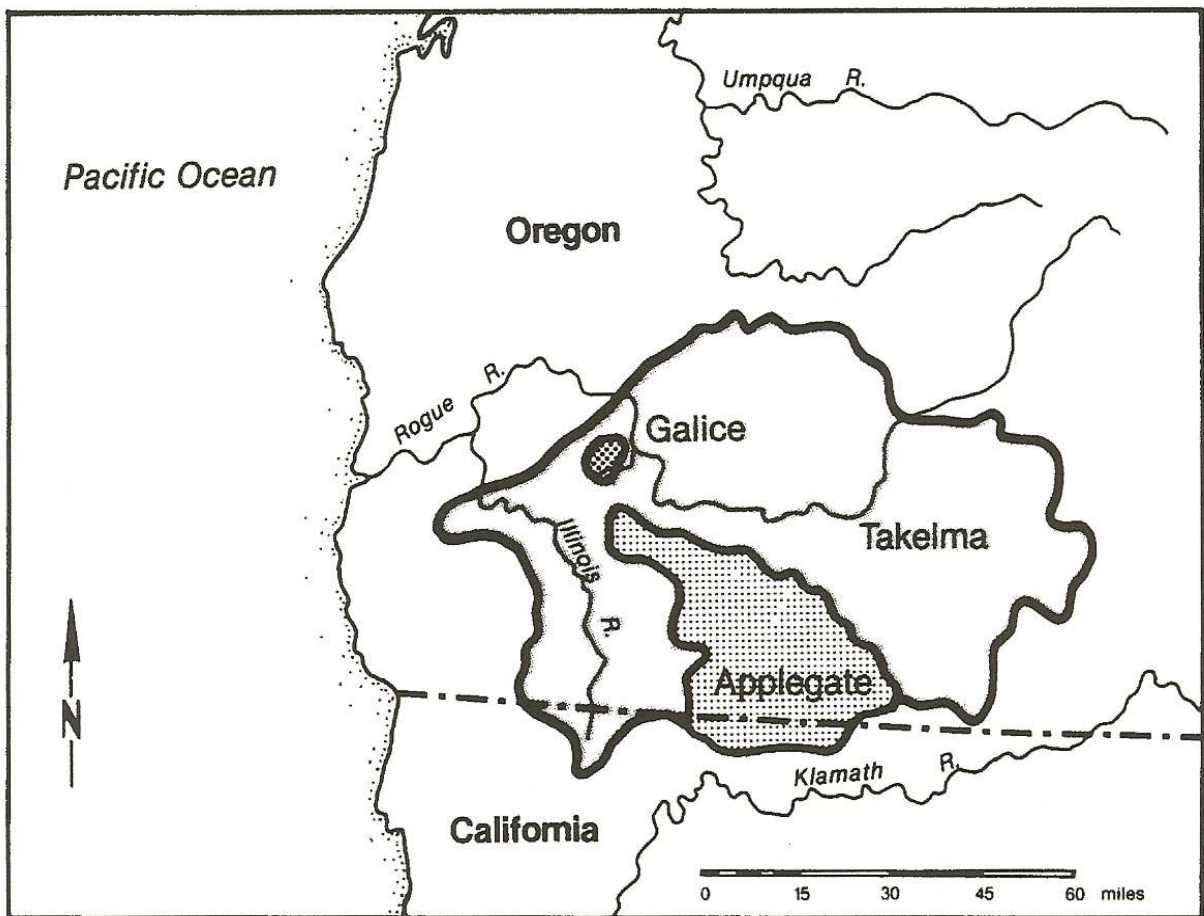 Umpqua R.
Pacific Ocean
Oregon
Rogue R.
Galice
Illinois R.
Takelma
Applegate
N
Klamath R.
California
0 15 30 45 60 miles